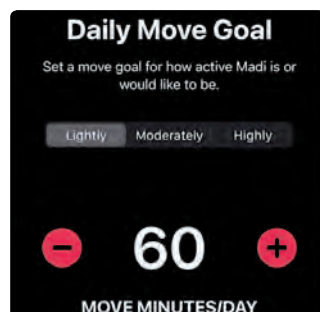 Daily Move Goal
Set a move goal for how active Madi is or
would like to be.
Lightly Moderately Highly
− 60 +
MOVE MINUTES/DAY